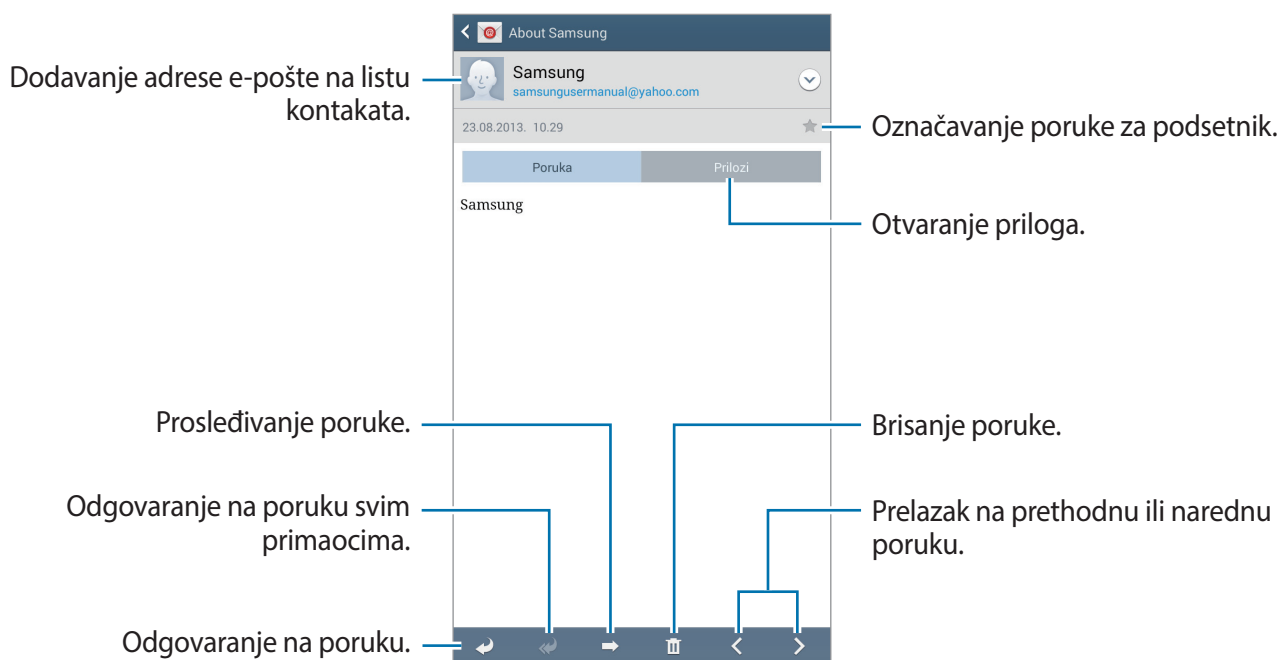 About Samsung
Dodavanje adrese e-pošte na listu
kontakata.
Samsung
samsungusermanual@yahoo.com
23.08.2013. 10.29
Označavanje poruke za podsetnik.
Poruka
Prilozi
Samsung
Otvaranje priloga.
Prosleđivanje poruke.
Brisanje poruke.
Odgovaranje na poruku svim
primaocima.
Prelazak na prethodnu ili narednu
poruku.
Odgovaranje na poruku.